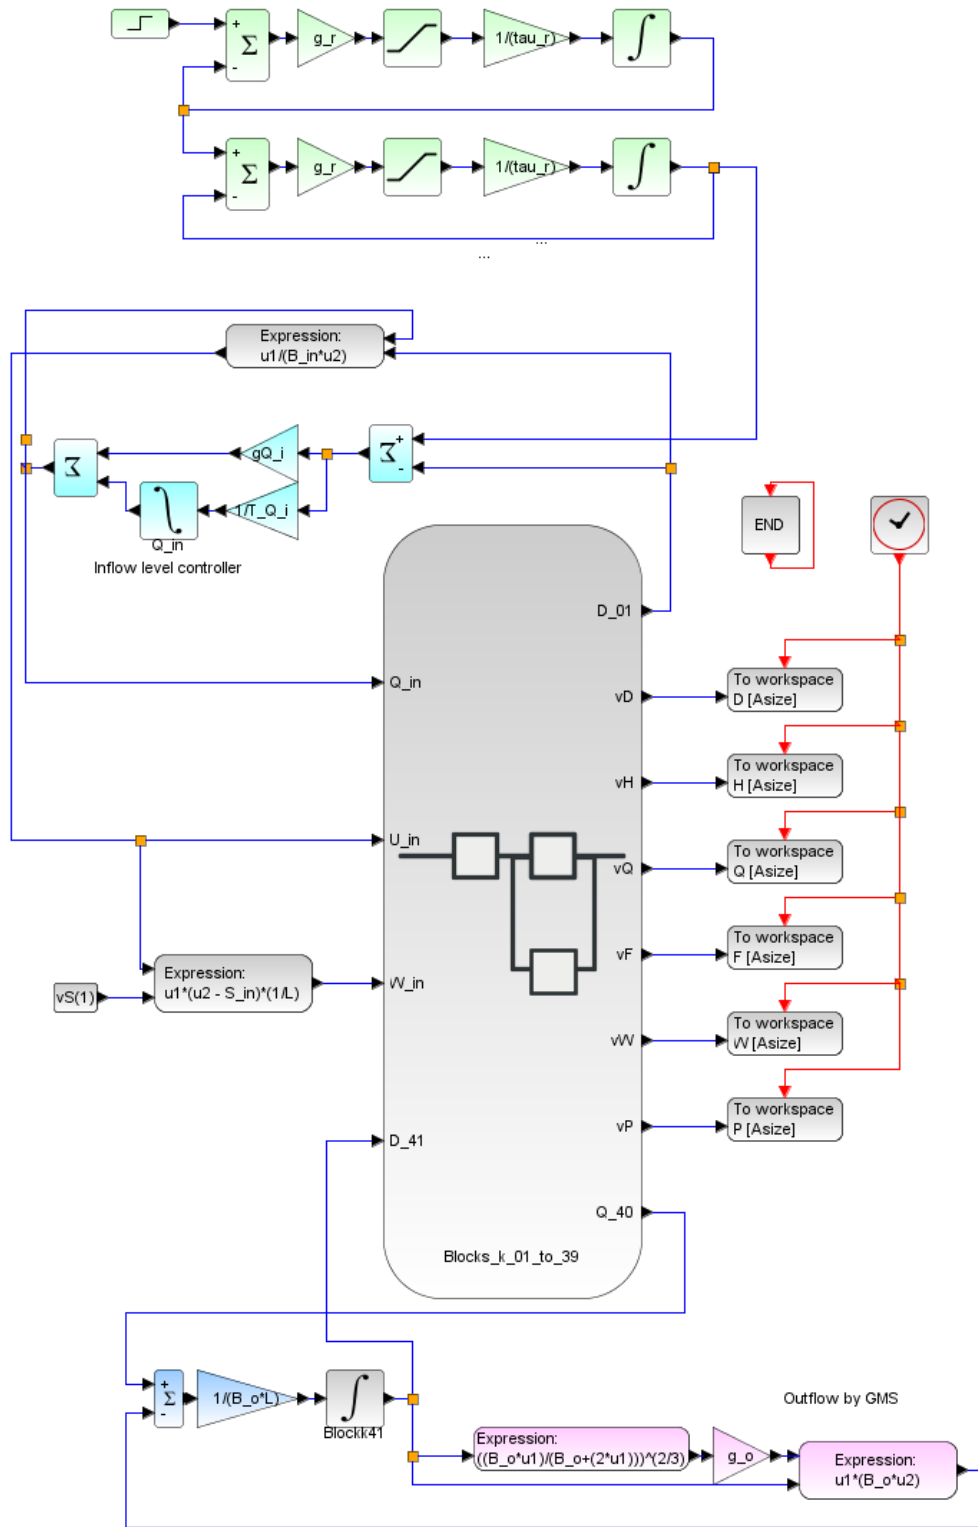 +
Σ
-
g_r
1/(tau_r)
∫
+
Σ
-
g_r
1/(tau_r)
∫
...
...
Expression:
u1/(B_in*u2)
Σ
gQ_i
Σ
+
-
1/T_Q_i
∫
Q_in
Inflow level controller
END
D_01
Q_in
vD
To workspace
D [Asize]
vH
To workspace
H [Asize]
U_in
vQ
To workspace
Q [Asize]
vF
To workspace
F [Asize]
Expression:
u1*(u2 - S_in)*(1/L)
vS(1)
W_in
vW
To workspace
W [Asize]
vP
To workspace
P [Asize]
D_41
Q_40
Blocks_k_01_to_39
+
Σ
-
1/(B_o*L)
∫
Blockk41
Outflow by GMS
Expression:
((B_o*u1)/(B_o+(2*u1)))^(2/3)
g_o
Expression:
u1*(B_o*u2)